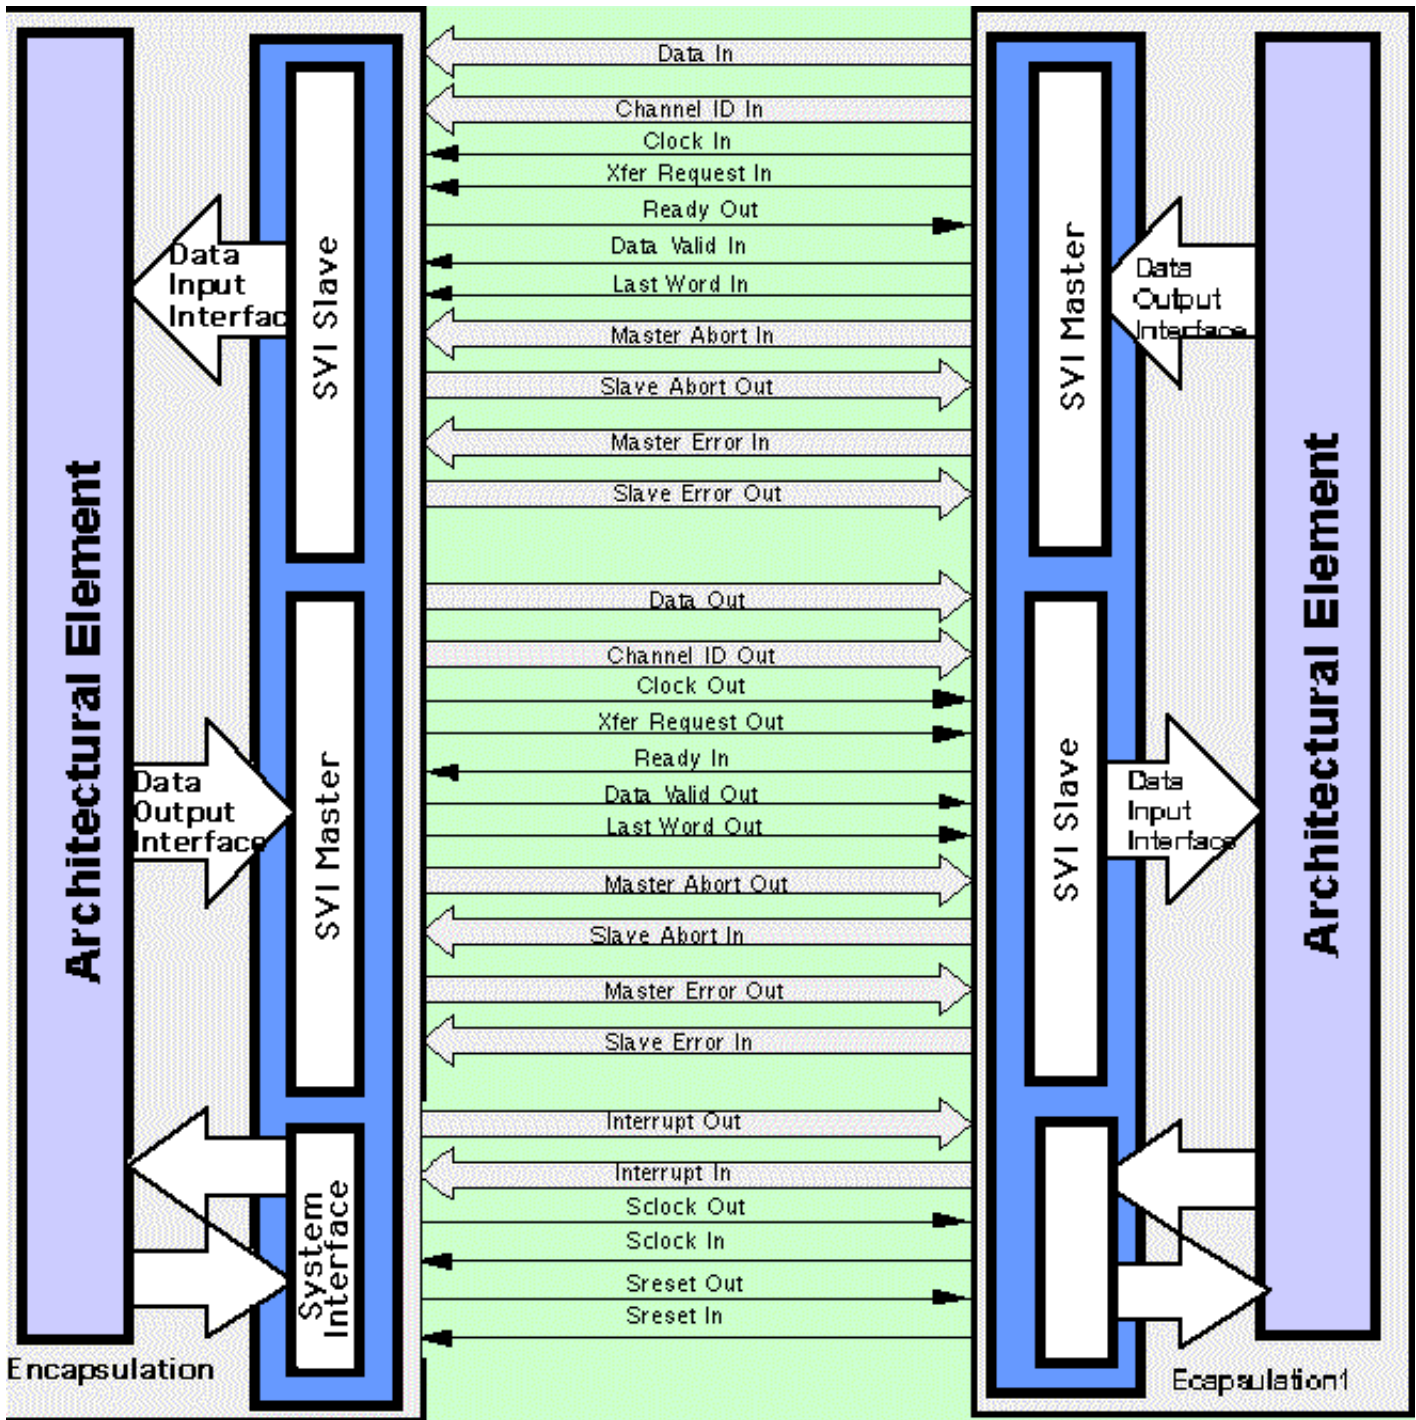 Architectural Element
Data
Input
Interfac
SVI Slave
Data
Output
Interface
SVI Master
System
Interface
Encapsulation
Data In
Channel ID In
Clock In
Xfer Request In
Ready Out
Data Valid In
Last Word In
Master Abort In
Slave Abort Out
Master Error In
Slave Error Out
Data Out
Channel ID Out
Clock Out
Xfer Request Out
Ready In
Data Valid Out
Last Word Out
Master Abort Out
Slave Abort In
Master Error Out
Slave Error In
Interrupt Out
Interrupt In
Sclock Out
Sclock In
Sreset Out
Sreset In
SVI Master
Data
Output
Interface
SVI Slave
Data
Input
Interface
Architectural Element
Ecapsulation1